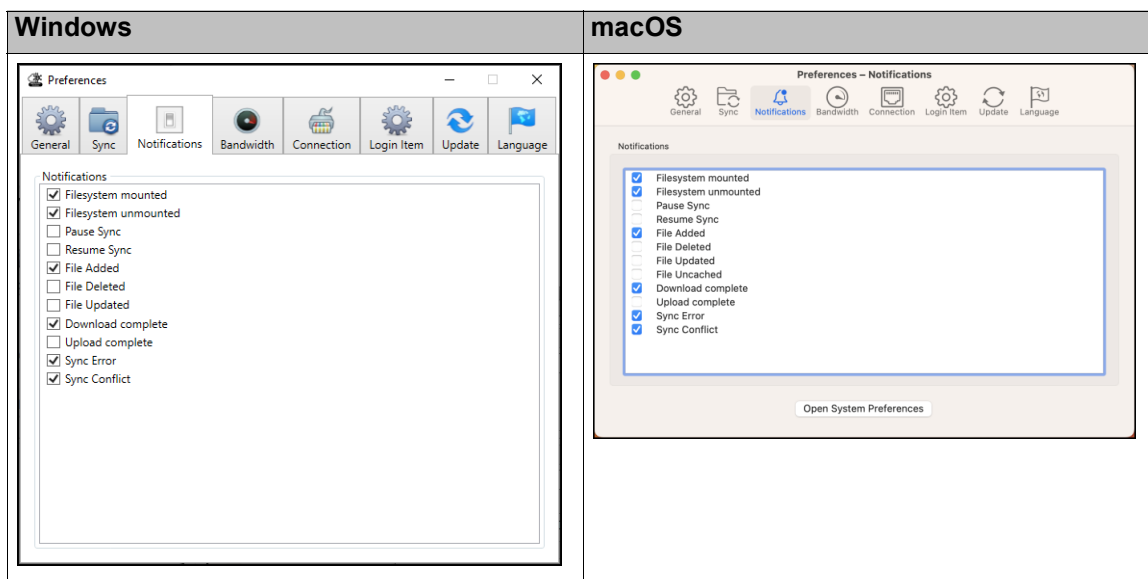 Windows
macOS
Preferences
General Sync Notifications Bandwidth Connection Login Item Update Language
Notifications
Filesystem mounted
Filesystem unmounted
Pause Sync
Resume Sync
File Added
File Deleted
File Updated
Download complete
Upload complete
Sync Error
Sync Conflict
Preferences – Notifications
General Sync Notifications Bandwidth Connection Login Item Update Language
Notifications
Filesystem mounted
Filesystem unmounted
Pause Sync
Resume Sync
File Added
File Deleted
File Updated
File Uncached
Download complete
Upload complete
Sync Error
Sync Conflict
Open System Preferences